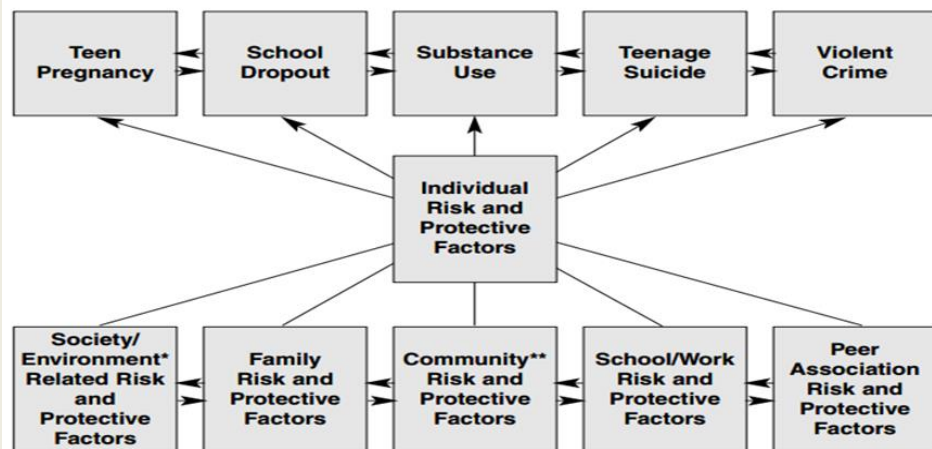 Teen
Pregnancy
School
Dropout
Substance
Use
Teenage
Suicide
Violent
Crime
Individual
Risk and
Protective
Factors
Society/
Environment*
Related Risk
and
Protective
Factors
Family
Risk and
Protective
Factors
Community**
Risk and
Protective
Factors
School/Work
Risk and
Protective
Factors
Peer
Association
Risk and
Protective
Factors